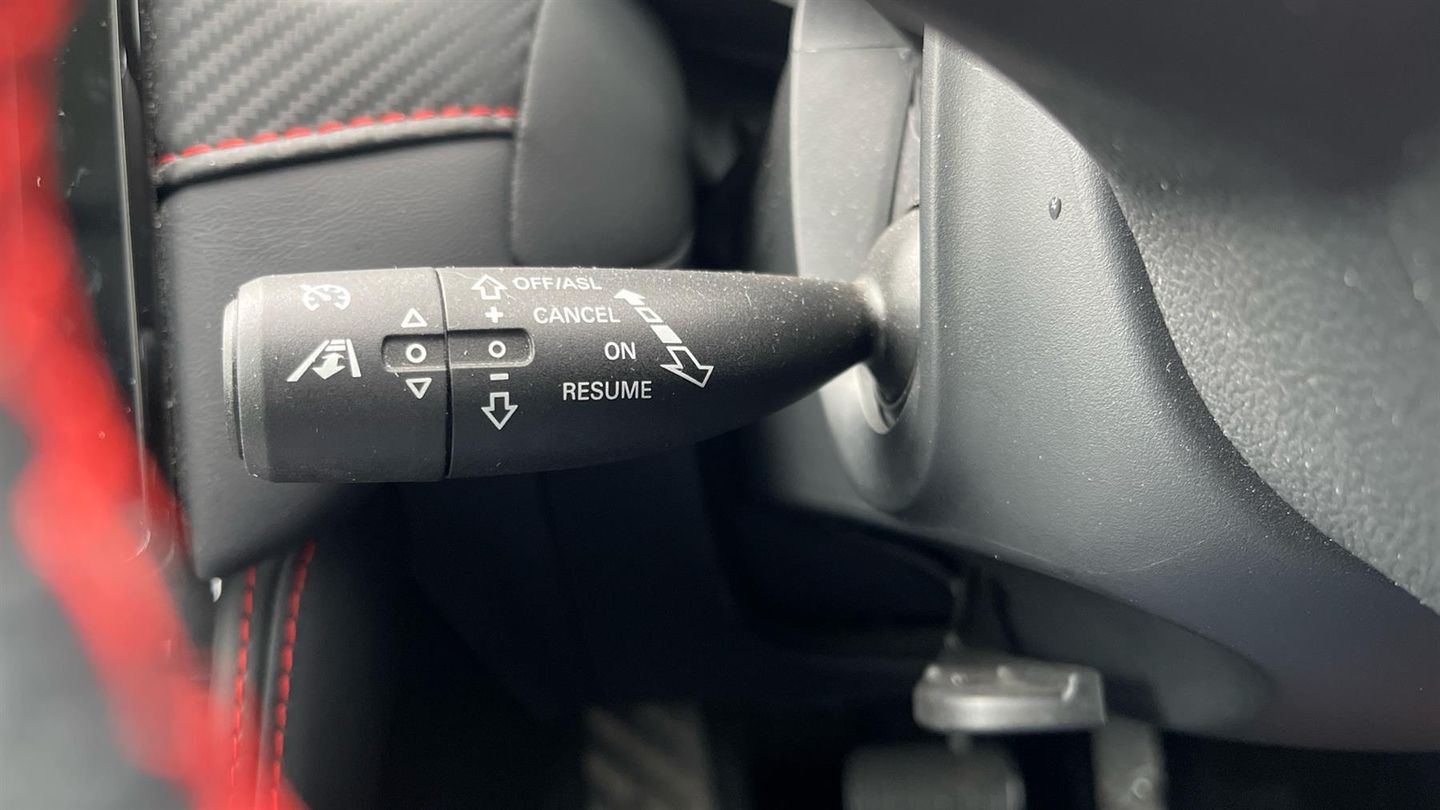 OFF/ASL
+
CANCEL
ON
-
RESUME